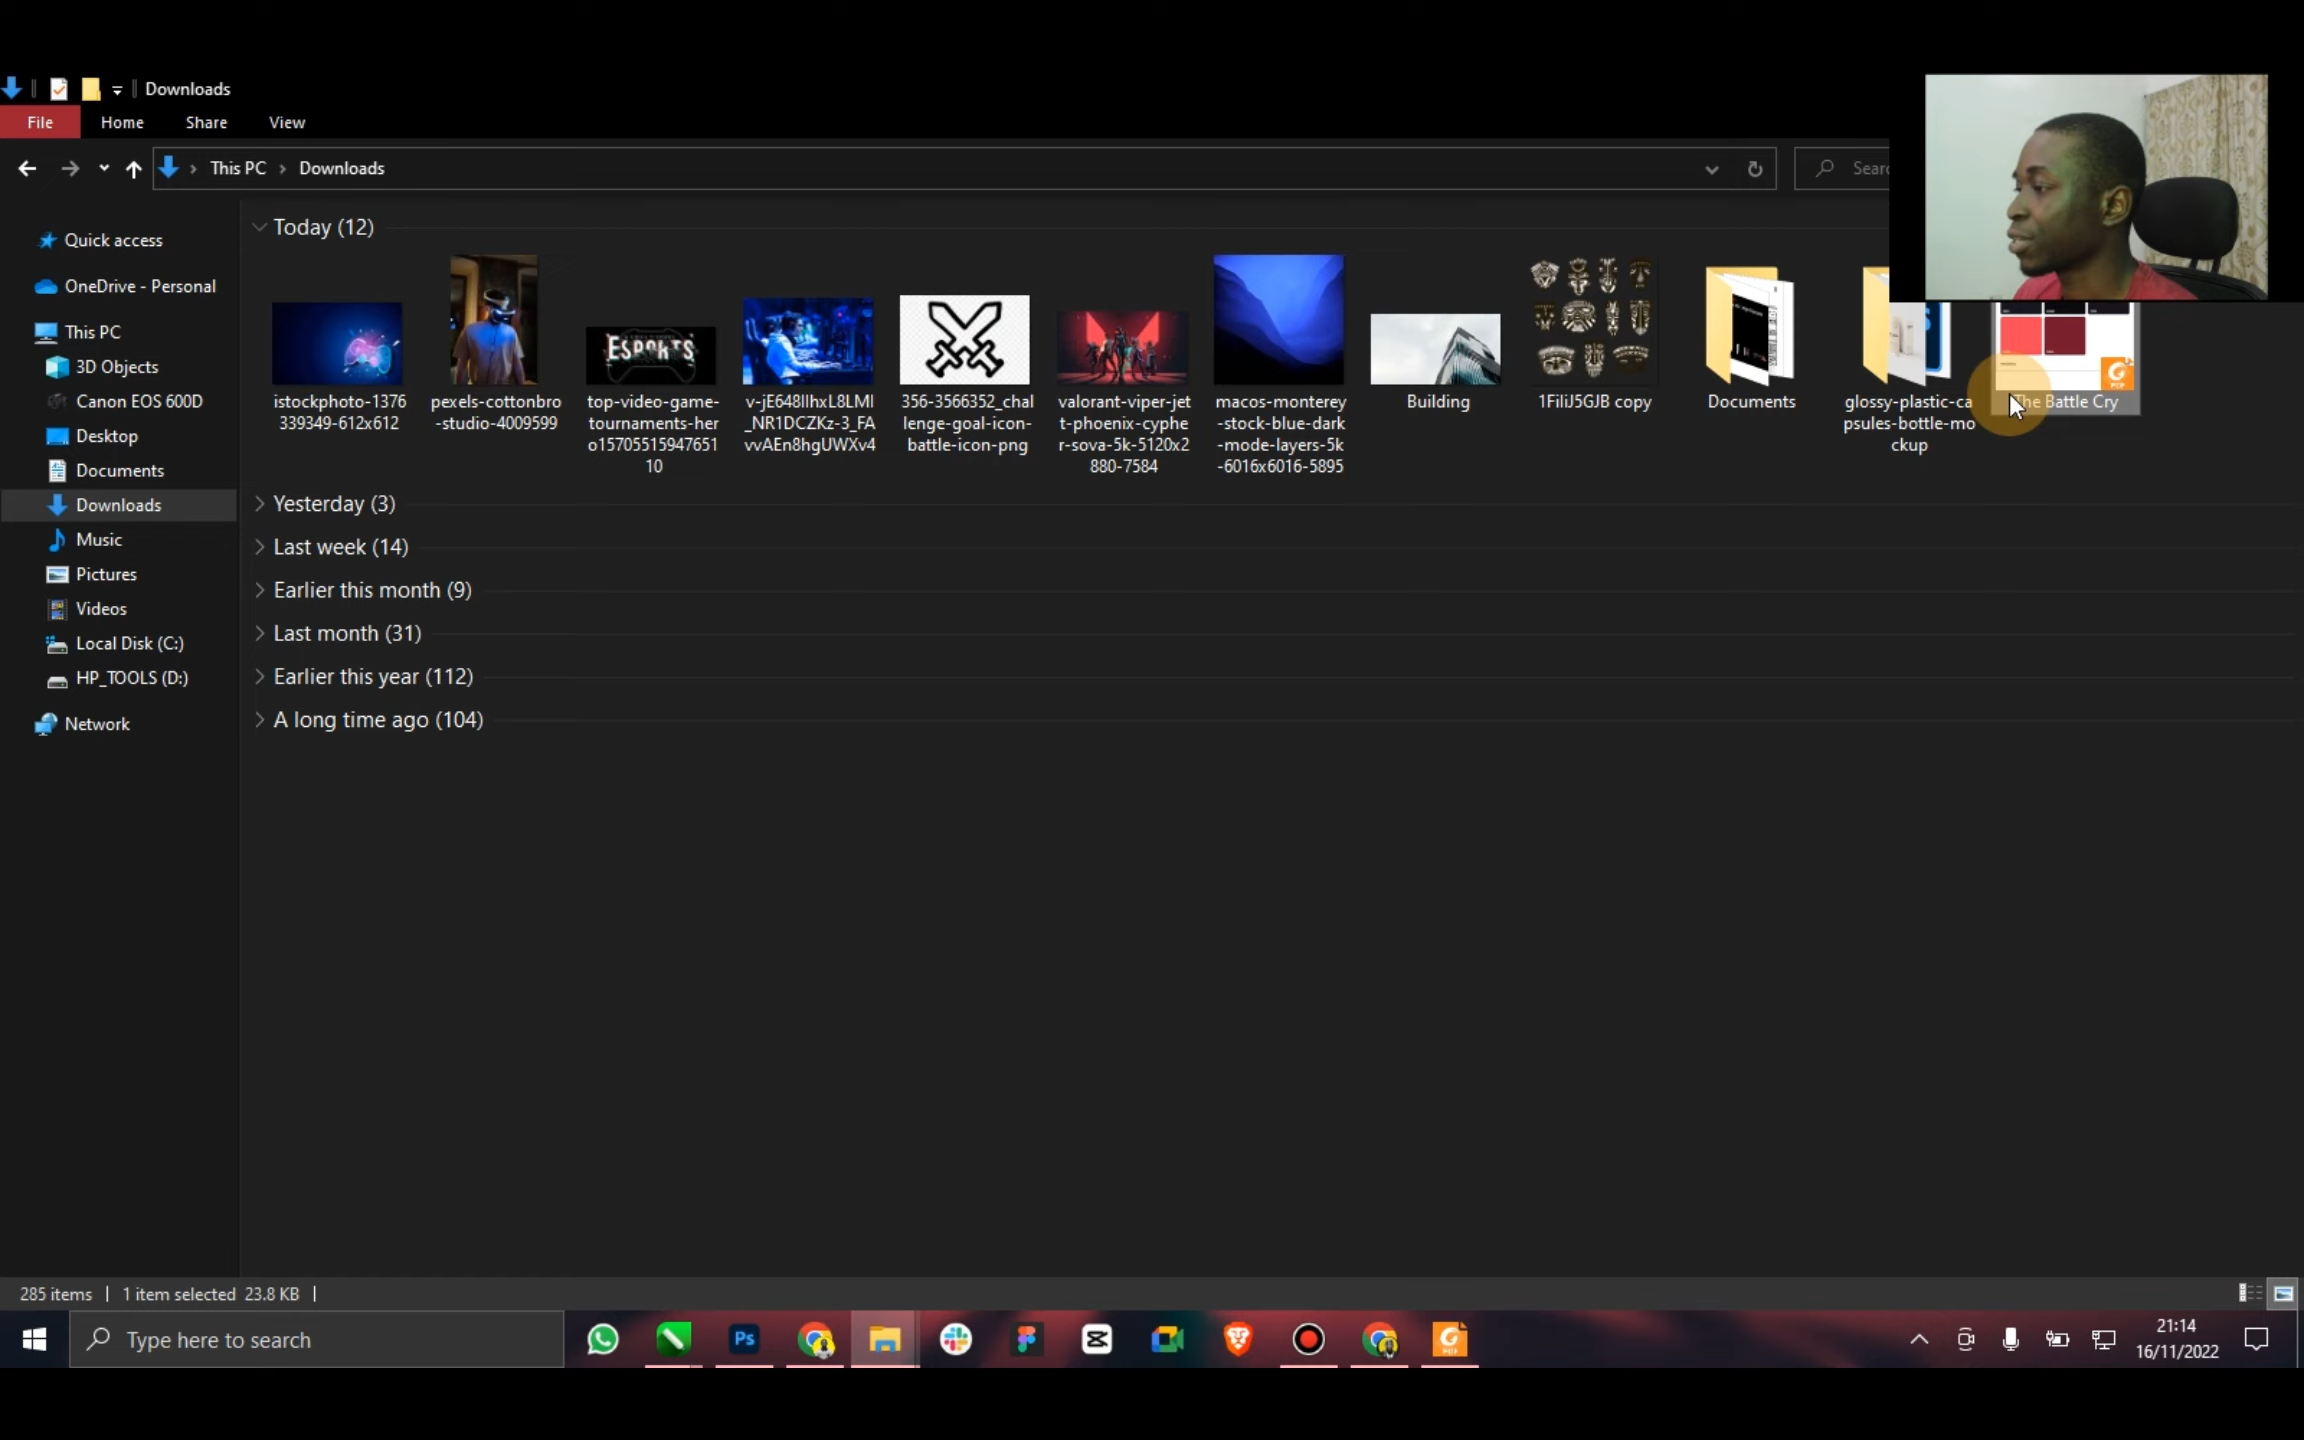 Downloads
File Home Share View
This PC Downloads
Searc
Quick access
OneDrive - Personal
This PC
3D Objects
Canon EOS 600D
Desktop
Documents
Downloads
Music
Pictures
Videos
Local Disk (C:)
HP_TOOLS (D:)
Network
Today (12)
ESPORTS
istockphoto-1376
339349-612x612
pexels-cottonbro
-studio-4009599
top-video-game-
tournaments-her
o15705515947651
10
v-jE648IIhxL8LMI
_NR1DCZKz-3_FA
vvAEn8hgUWXv4
356-3566352_chal
lenge-goal-icon-
battle-icon-png
valorant-viper-jet
t-phoenix-cyphe
r-sova-5k-5120x2
880-7584
macos-monterey
-stock-blue-dark
-mode-layers-5k
-6016x6016-5895
Building
1FiliJ5GJB copy
Documents
glossy-plastic-ca
psules-bottle-mo
ckup
PDF
The Battle Cry
Yesterday (3)
Last week (14)
Earlier this month (9)
Last month (31)
Earlier this year (112)
A long time ago (104)
285 items 1 item selected 23.8 KB
Type here to search
Ps
PDF
21:14
16/11/2022